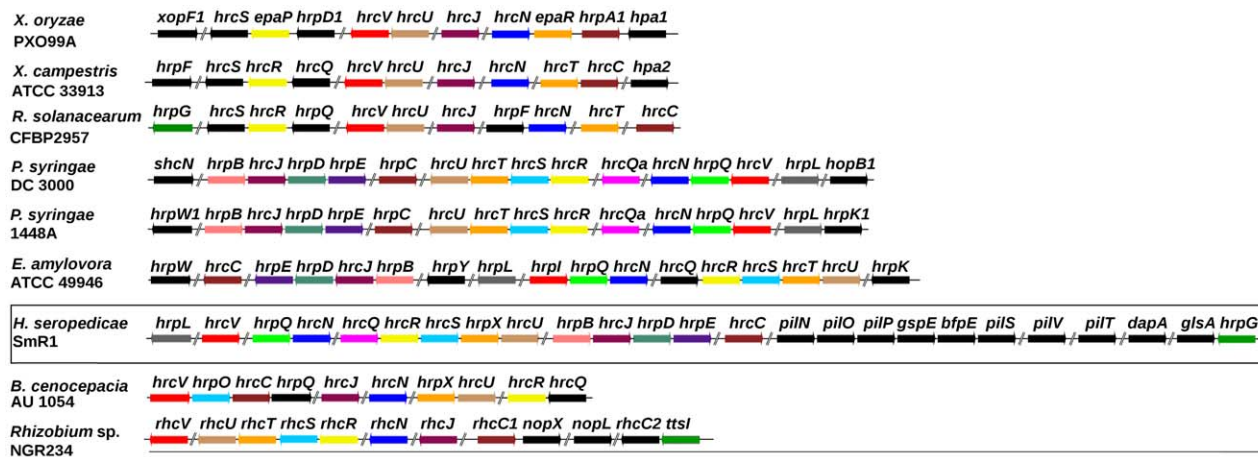 X. oryzae xopF1 hrcS epaP hrpD1 hrcV hrcU hrcJ hrcN epaR hrpA1 hpa1
PXO99A
X. campestris hrpF hrcS hrcR hrcQ hrcV hrcU hrcJ hrcN hrcT hrcC hpa2
ATCC 33913
R. solanacearum hrpG hrcS hrcR hrpQ hrcV hrcU hrcJ hrpF hrcN hrcT hrcC
CFBP2957
P. syringae shcN hrpB hrcJ hrpD hrpE hrpC hrcU hrcT hrcS hrcR hrcQa hrcN hrpQ hrcV hrpL hopB1
DC 3000
P. syringae hrpW1 hrpB hrcJ hrpD hrpE hrpC hrcU hrcT hrcS hrcR hrcQa hrcN hrpQ hrcV hrpL hrpK1
1448A
E. amylovora hrpW hrcC hrpE hrpD hrcJ hrpB hrpY hrpL hrpI hrpQ hrcN hrcQ hrcR hrcS hrcT hrcU hrpK
ATCC 49946
H. seropedicae hrpL hrcV hrpQ hrcN hrcQ hrcR hrcS hrpX hrcU hrpB hrcJ hrpD hrpE hrcC pilN pilO pilP gspE bfpE pilS pilV pilT dapA glsA hrpG
SmR1
B. cenocepacia hrcV hrpO hrcC hrpQ hrcJ hrcN hrpX hrcU hrcR hrcQ
AU 1054
Rhizobium sp. rhcV rhcU rhcT rhcS rhcR rhcN rhcJ rhcC1 nopX nopL rhcC2 ttsI
NGR234